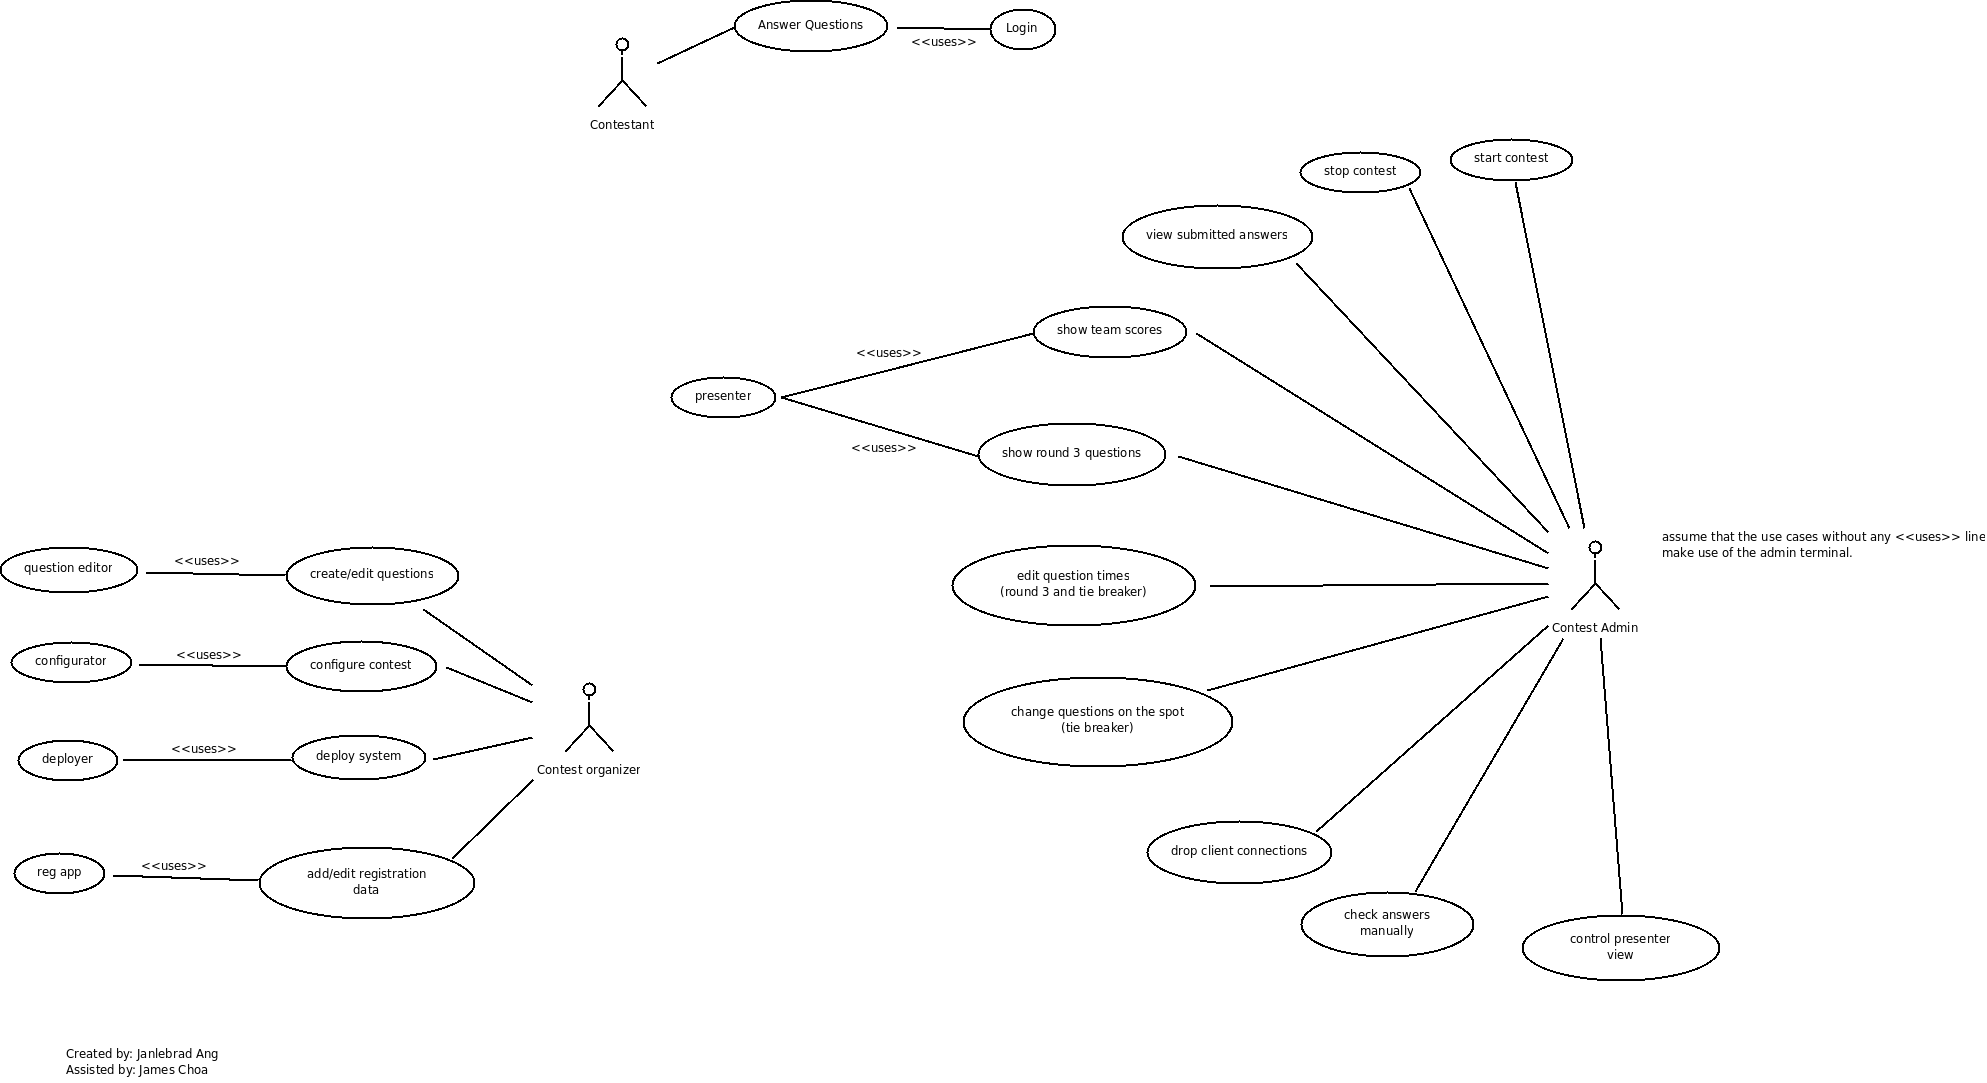 Answer Questions
<<uses>>
Login
Contestant
start contest
stop contest
view submitted answers
show team scores
<<uses>>
presenter
<<uses>>
show round 3 questions
assume that the use cases without any <<uses>> line
make use of the admin terminal.
question editor
<<uses>>
create/edit questions
edit question times
(round 3 and tie breaker)
Contest Admin
configurator
<<uses>>
configure contest
change questions on the spot
(tie breaker)
deployer
<<uses>>
deploy system
Contest organizer
reg app
<<uses>>
add/edit registration
data
drop client connections
check answers
manually
control presenter
view
Created by: Janlebrad Ang
Assisted by: James Choa